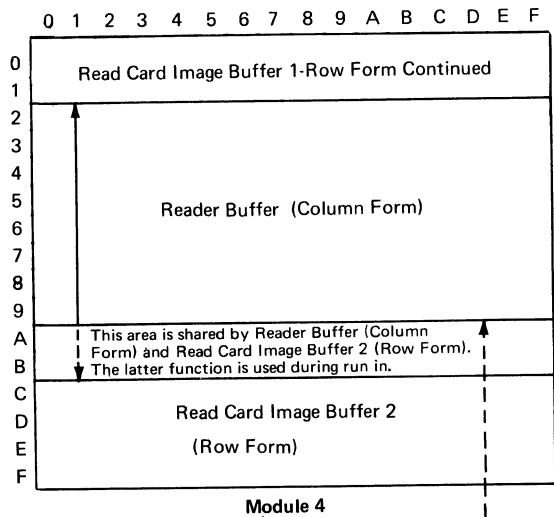 0 1 2 3 4 5 6 7 8 9 A B C D E F
0
Read Card Image Buffer 1-Row Form Continued
1
2
3
4
5
Reader Buffer (Column Form)
6
7
8
9
A
This area is shared by Reader Buffer (Column
Form) and Read Card Image Buffer 2 (Row Form).
B
The latter function is used during run in.
C
Read Card Image Buffer 2
D
E
(Row Form)
F
Module 4